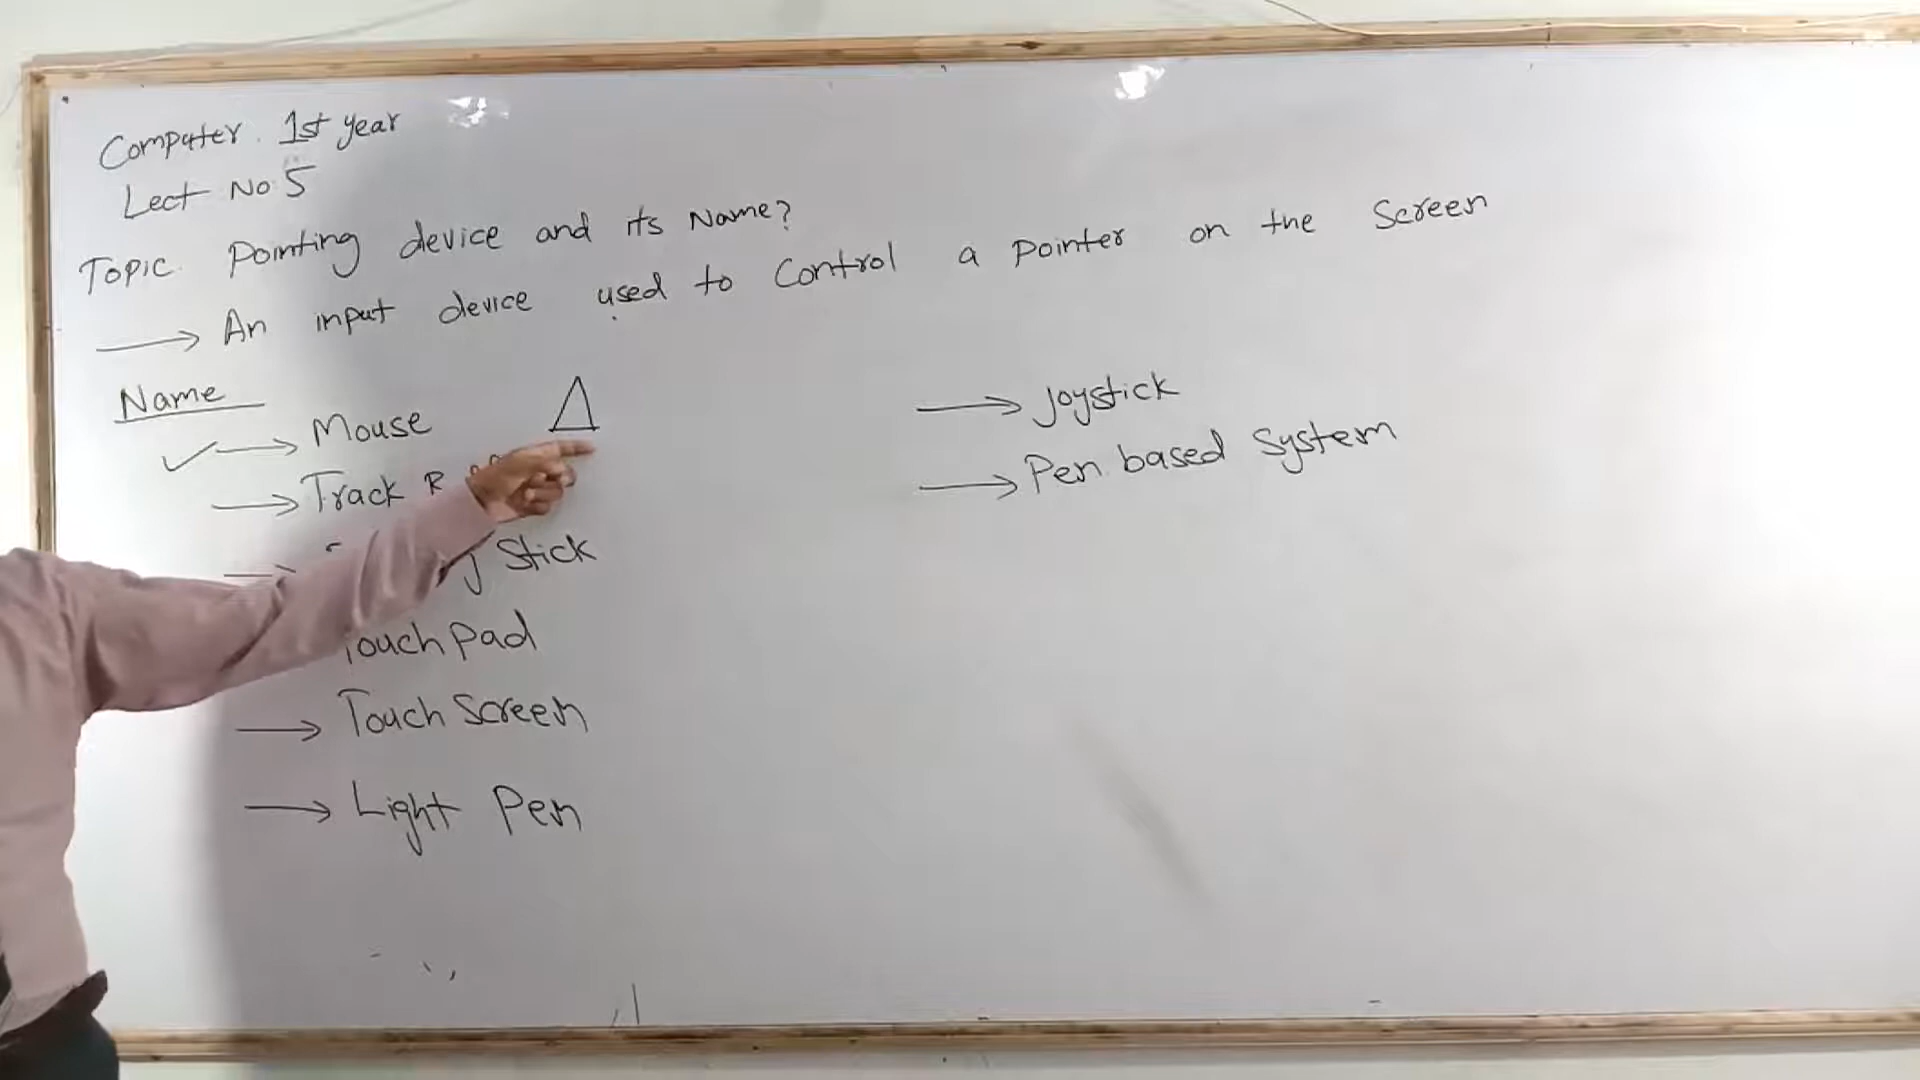 Computer. 1st year
Lect No 5
Topic. Pointing device and its Name?
→ An input device used to Control a pointer on the Screen
Name
✓→ Mouse
→ Track
Stick
Touch Pad
→ Touch Screen
→ Light Pen
→ Joystick
→ Pen based System